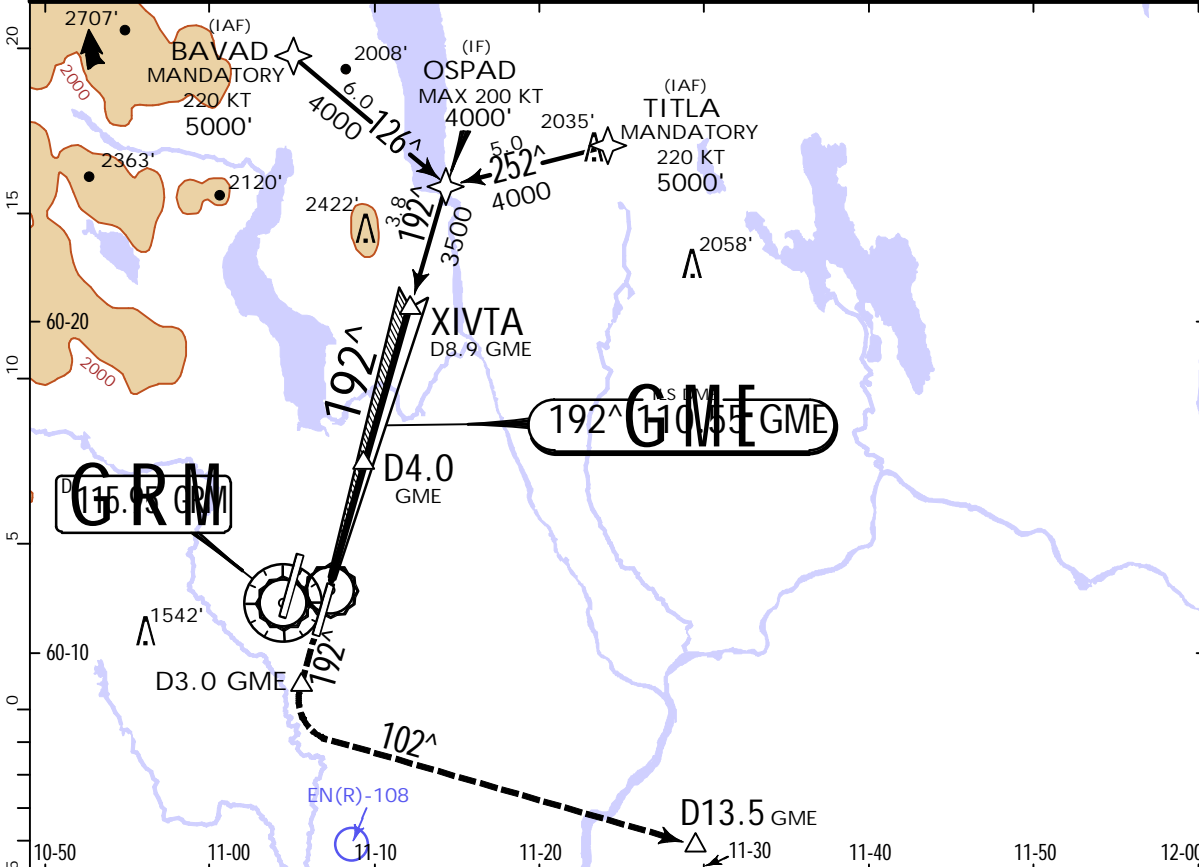 2707'
(IAF)
BAVAD
MANDATORY
220 KT
5000'
2008'
(IF)
OSPAD
MAX 200 KT
4000'
(IAF)
TITLA
MANDATORY
220 KT
5000'
2035'
20
2000
6.0
4000
126^
5.0
252^
4000
2363'
2120'
2422'
15
3.8
192^
3500
2058'
60-20
XIVTA
D8.9 GME
192^
2000
10
ILS DME
192^ 110.55 GME
GME
D4.0
GME
D
115.95 GRM
GRM
5
1542'
60-10
192^
D3.0 GME
0
102^
EN(R)-108
D13.5 GME
5
10-50
11-00
11-10
11-20
11-30
11-40
11-50
12-00